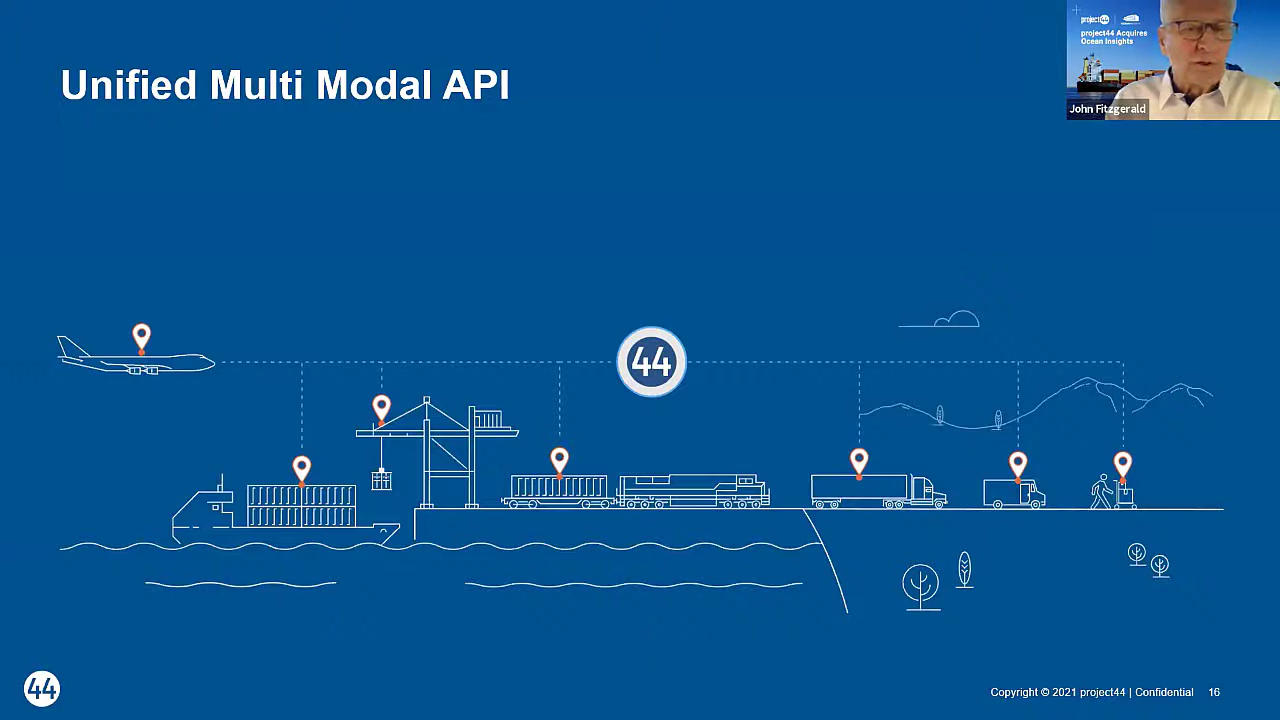 Unified Multi Modal API
project44
project44 Acquires
Ocean Insights
John Fitzgerald
44
44
Copyright © 2021 project44 | Confidential 16